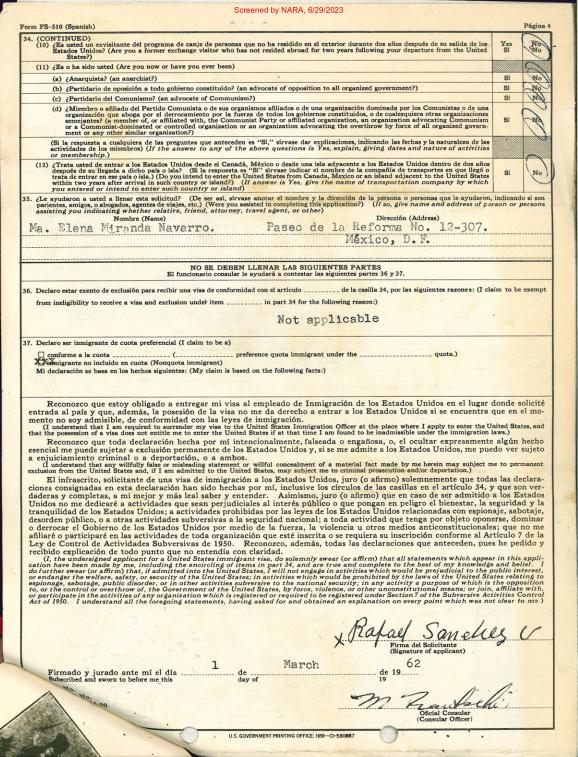 Screened by NARA, 6/29/2023
Form FS-510 (Spanish) Página 4
34. (CONTINUED)
(10) ¿Es usted un exvisitante del programa de canje de personas que no ha residido en el exterior durante dos años después de su salida de los
Estados Unidos? (Are you a former exchange visitor who has not resided abroad for two years following your departure from the United
States?)
Yes No
Sí No
(11) ¿Es o ha sido usted (Are you now or have you ever been)
(a) ¿Anarquista? (an anarchist?) Sí No
(b) ¿Partidario de oposición a todo gobierno constituído? (an advocate of opposition to all organized government?) Sí No
(c) ¿Partidario del Comunismo? (an advocate of Communism?) Sí No
(d) ¿Miembro o afiliado del Partido Comunista o de sus organismos afiliados o de una organización dominada por los Comunistas o de una
organización que aboga por el derrocamiento por la fuerza de todos los gobiernos constituídos, o de cualesquiera otras organizaciones
semejantes? (a member of, or affiliated with, the Communist Party or affiliated organization, an organization advocating Communism
or a Communist-dominated or controlled organization or an organization advocating the overthrow by force of all organized govern-
ment or any other similar organization?)
Sí No
(Si la respuesta a cualquiera de las preguntas que anteceden es "Sí," sírvase dar explicaciones, indicando las fechas y la naturaleza de las
actividades de los miembros) (If the answer to any of the above questions is Yes, explain, giving dates and nature of activities
or membership.)
(12) ¿Trata usted de entrar a los Estados Unidos desde el Canadá, México o desde una isla adyacente a los Estados Unidos dentro de dos años
después de su llegada a dicho país o isla? (Si la respuesta es "Sí" sírvase indicar el nombre de la compañía de transportes en que llegó o
trata de entrar en ese país o isla.) (Do you intend to enter the United States from Canada, Mexico or an island adjacent to the United States
within two years after arrival in such country or island?) (If answer is Yes, give the name of transportation company by which
you entered or intend to enter such country or island)
Sí No
35. ¿Le ayudaron a usted a llenar esta solicitud? (De ser así, sírvase anotar el nombre y la dirección de la persona o personas que le ayudaron, indicando si son
parientes, amigos, o abogados, agentes de viajes, etc.) (Were you assisted in completing this application?) (If so give name and address of person or persons
assisting you indicating whether relative, friend, attorney, travel agent, or other)
Nombre (Name) Dirección (Address)
Ma. Elena Miranda Navarro. Paseo de la Reforma No. 12-307.
México, D.F.
NO SE DEBEN LLENAR LAS SIGUIENTES PARTES
El funcionario consular le ayudará a contestar las siguientes partes 36 y 37.
36. Declaro estar exento de exclusión para recibir una visa de conformidad con el artículo de la casilla 34, por las siguientes razones: (I claim to be exempt
from ineligibility to receive a visa and exclusion under item in part 34 for the following reason:)
Not applicable
37. Declaro ser inmigrante de cuota preferencial (I claim to be a)
conforme a la cuota ( preference quota immigrant under the quota.)
XX inmigrante no incluído en cuota (Nonquota immigrant)
Mi declaración se basa en los hechos siguientes: (My claim is based on the following facts:)
Reconozco que estoy obligado a entregar mi visa al empleado de Inmigración de los Estados Unidos en el lugar donde solicité
entrada al país y que, además, la posesión de la visa no me da derecho a entrar a los Estados Unidos si se encuentra que en el mo-
mento no soy admisible, de conformidad con las leyes de inmigración.
(I understand that I am required to surrender my visa to the United States Immigration Officer at the place where I apply to enter the United States, and
that the possession of a visa does not entitle me to enter the United States if at that time I am found to be inadmissible under the immigration laws.)
Reconozco que toda declaración hecha por mí intencionalmente, falseada o engañosa, o, el ocultar expresamente algún hecho
esencial me puede sujetar a exclusión permanente de los Estados Unidos y, si se me admite a los Estados Unidos, me puedo ver sujeto
a enjuiciamiento criminal o a deportación, o a ambos.
(I understand that any willfully false or misleading statement or willful concealment of a material fact made by me herein may subject me to permanent
exclusion from the United States and, if I am admitted to the United States, may subject me to criminal prosecution and/or deportation.)
El infrascrito, solicitante de una visa de inmigración a los Estados Unidos, juro (o afirmo) solemnemente que todas las declara-
ciones consignadas en esta declaración han sido hechas por mí, inclusive los círculos en las casillas en el artículo 34, y que son ver-
daderas y completas, a mi mejor y más leal saber y entender. Asimismo, juro (o afirmo) que en caso de ser admitido a los Estados
Unidos no me dedicaré a actividades que sean perjudiciales al interés público o que pongan en peligro el bienestar, la seguridad y la
tranquilidad de los Estados Unidos; a actividades prohibidas por las leyes de los Estados Unidos relacionadas con espionaje, sabotaje,
desorden público, o a otras actividades subversivas a la seguridad nacional; a toda actividad que tenga por objeto oponerse, dominar
o derrocar el Gobierno de los Estados Unidos por medio de la fuerza, la violencia u otros medios anticonstitucionales; que no me
afiliaré o participaré en las actividades de toda organización que esté inscrita o se requiera su inscripción conforme al Artículo 7 de la
Ley de Control de Actividades Subversivas de 1950. Reconozco, además, todas las declaraciones que anteceden, pues he pedido y
recibido explicación de todo punto que no entendía con claridad.
(I, the undersigned applicant for a United States immigrant visa, do solemnly swear (or affirm) that all statements which appear in this appli-
cation have been made by me, including the encircling of items in part 34, and are true and complete to the best of my knowledge and belief. I
do further swear (or affirm) that, if admitted into the United States, I will not engage in activities which would be prejudicial to the public interest,
or endanger the welfare, safety, or security of the United States; in activities which would be prohibited by the laws of the United States relating to
espionage, sabotage, public disorder, or in other activities subversive to the national security; in any activity a purpose of which is the opposition
to, or the control or overthrow of, the Government of the United States, by force, violence, or other unconstitutional means; or join, affiliate with,
or participate in the activities of any organization which is registered or required to be registered under Section 7 of the Subversive Activities Control
Act of 1950. I understand all the foregoing statements, having asked for and obtained an explanation on every point which was not clear to me.)
x Rafael Sanchez V
Firma del Solicitante
(Signature of applicant)
Firmado y jurado ante mí el día 1 de March de 1962
Subscribed and sworn to before me this day of 19
Oficial Consular
(Consular Officer)
U.S. GOVERNMENT PRINTING OFFICE: 1959—O-530887